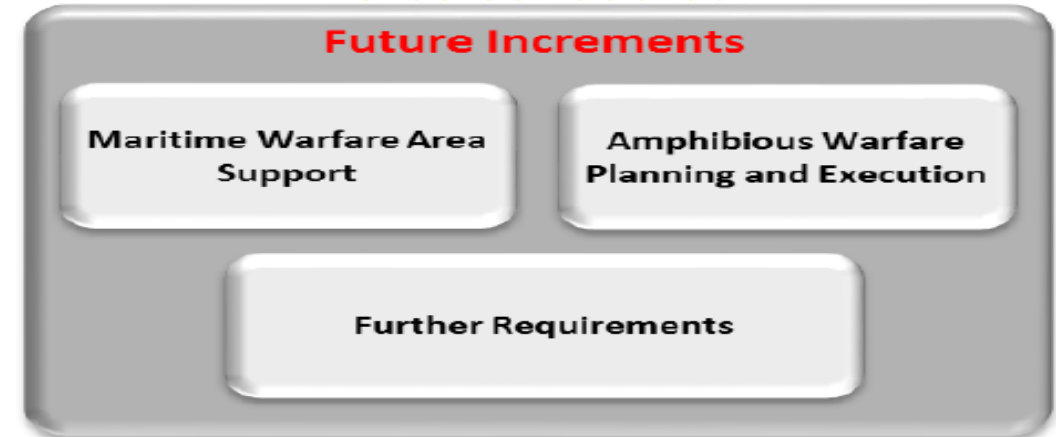 Future Increments
Maritime Warfare Area
Support
Amphibious Warfare
Planning and Execution
Further Requirements